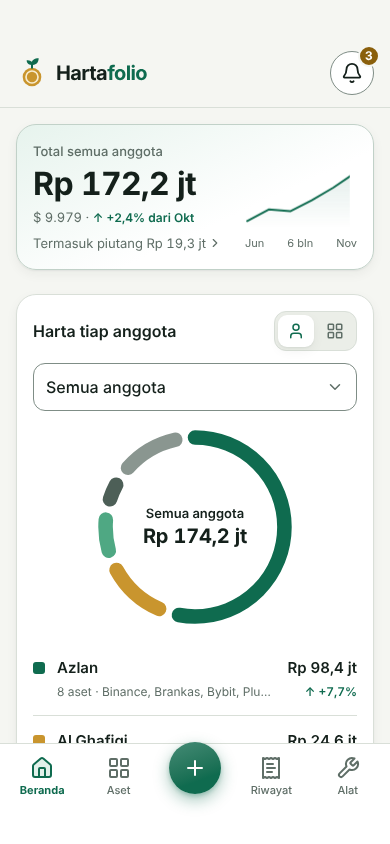 Hartafolio
3
Total semua anggota
Rp 172,2 jt
$ 9.979 · ↑ +2,4% dari Okt
Termasuk piutang Rp 19,3 jt
Jun 6 bln Nov
Harta tiap anggota
Semua anggota
Semua anggota
Rp 174,2 jt
Azlan Rp 98,4 jt
8 aset · Binance, Brankas, Bybit, Plu... ↑ +7,7%
Al Ghafiqi Rp 24,6 jt
Beranda Aset Riwayat Alat